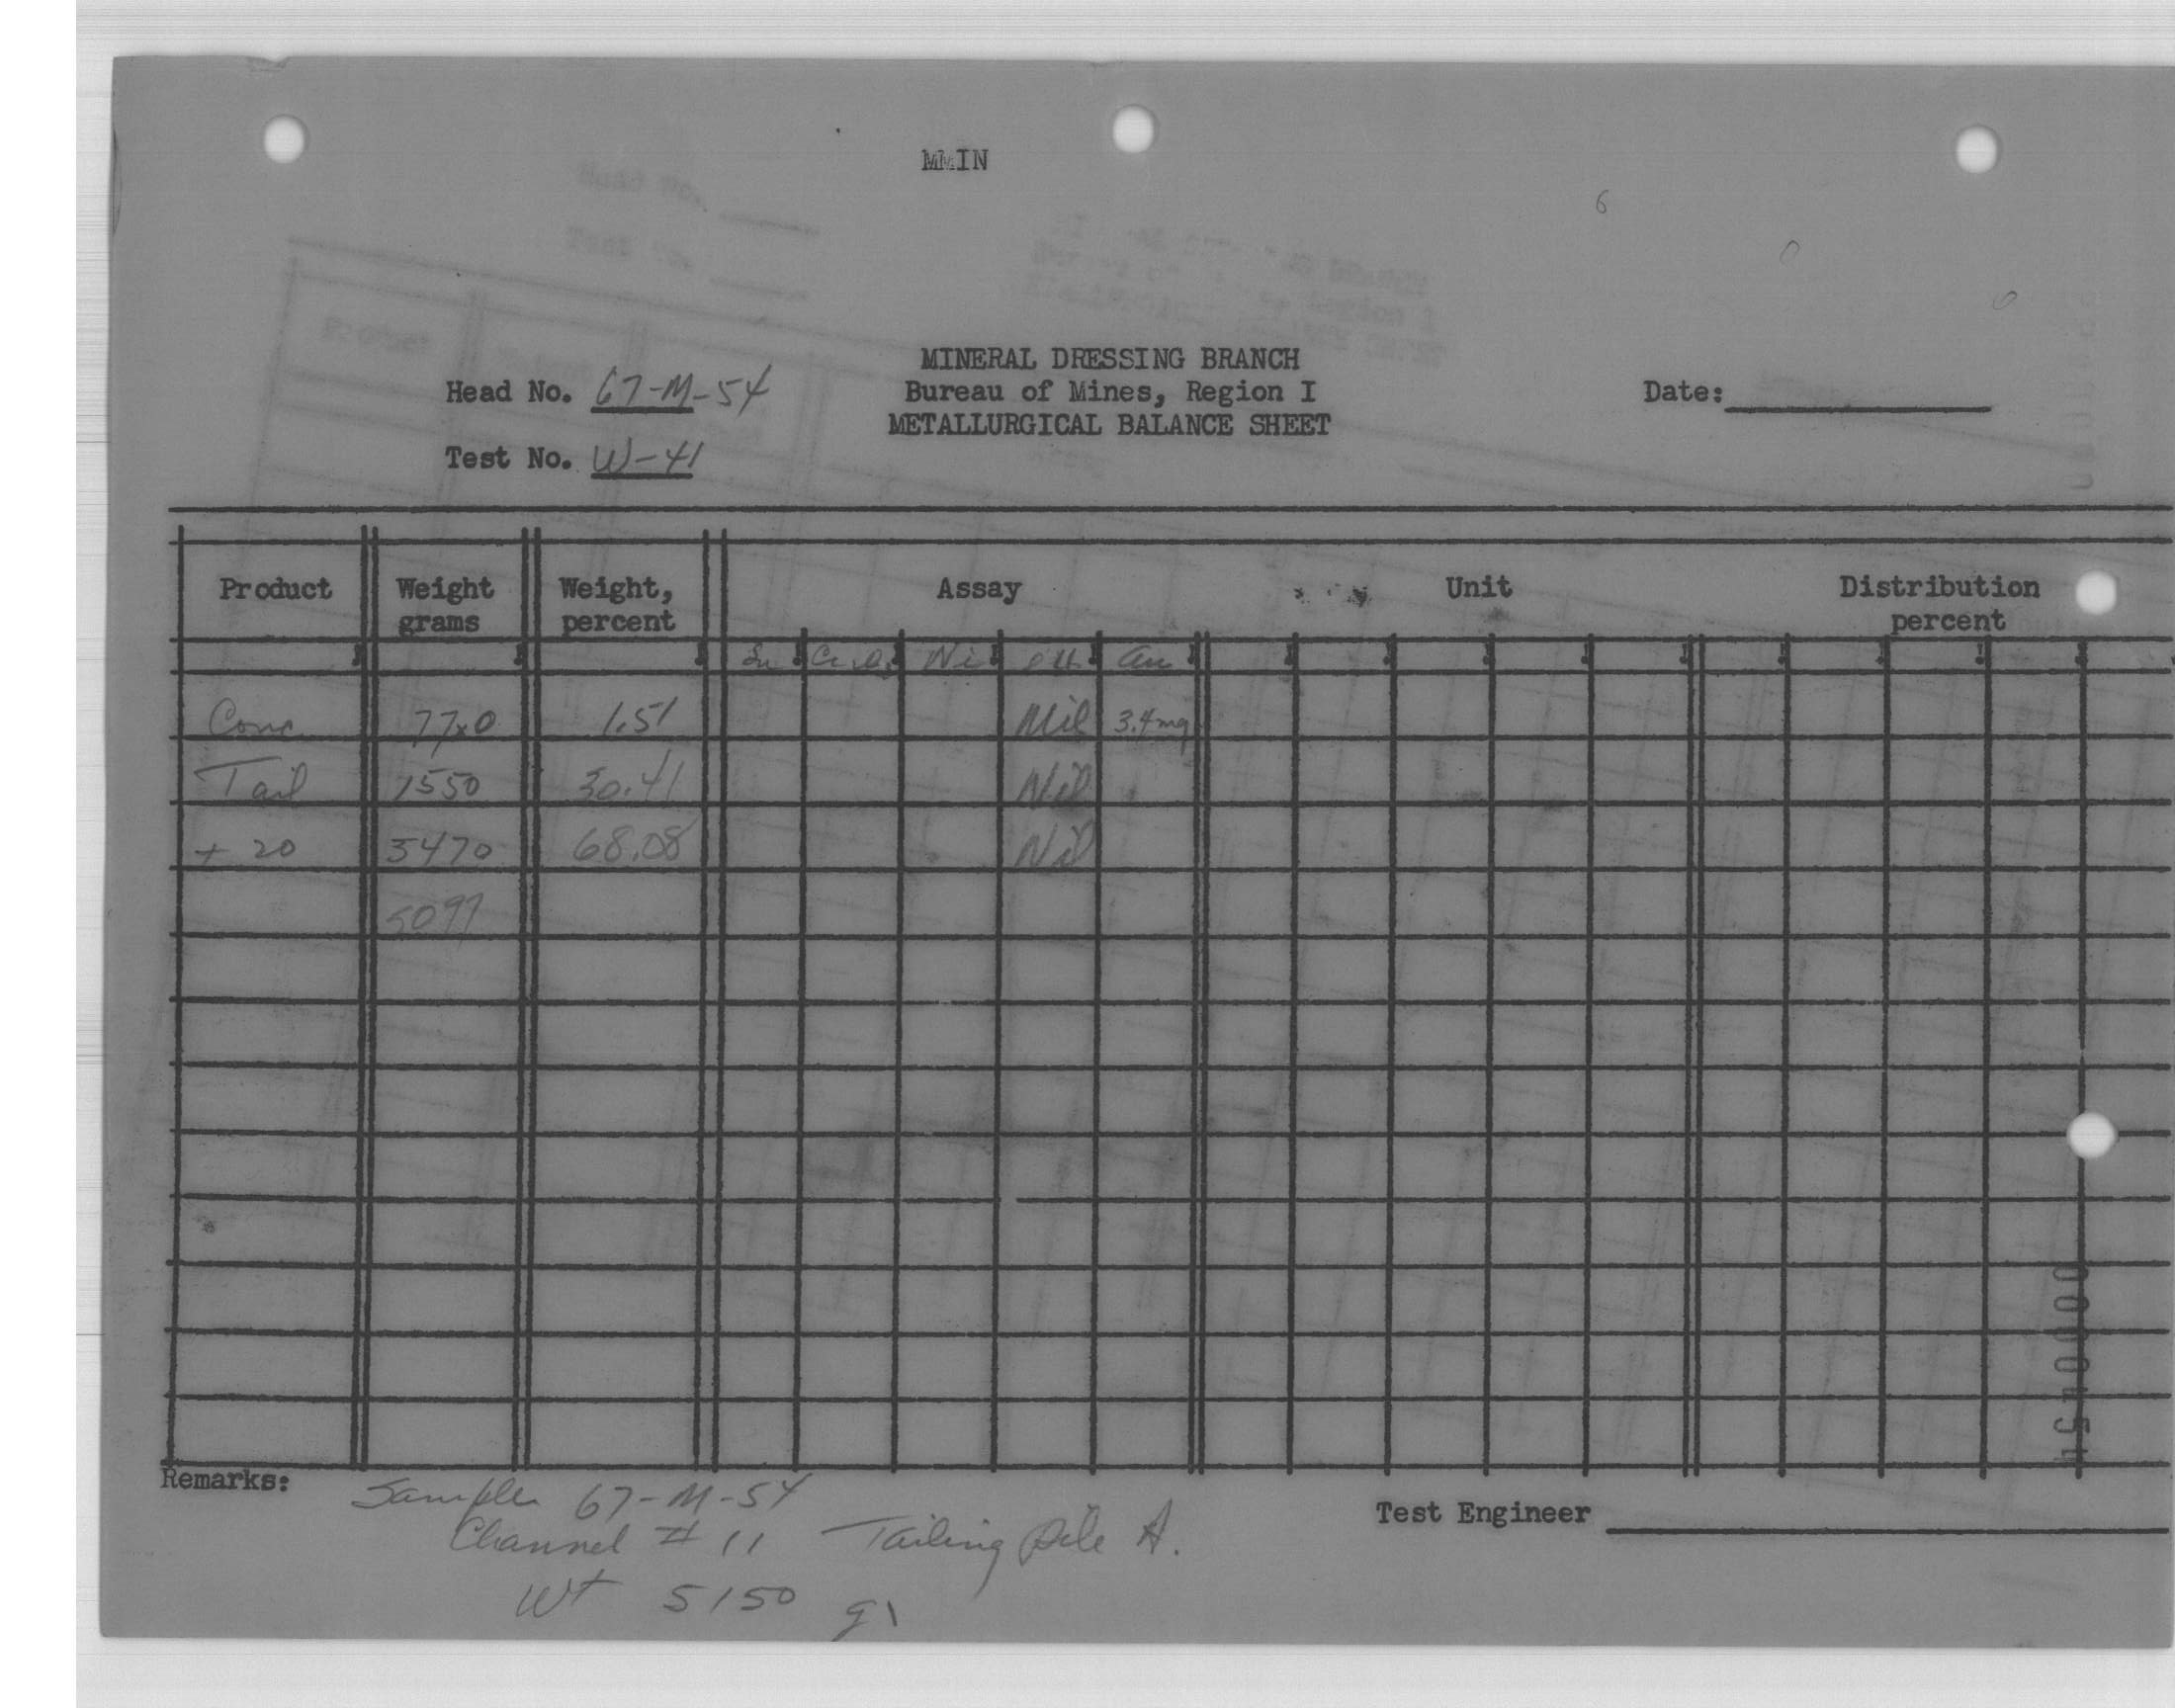 MMIN
6
MINERAL DRESSING BRANCH
Head No. 67-M-54 Bureau of Mines, Region I Date:
METALLURGICAL BALANCE SHEET
Test No. W-41
Product Weight grams Weight, percent Assay Unit Distribution percent
Ni Au
Conc. 77.0 1.51 Nil 3.4mg
Tail 1550 30.41 Nil
+ 20 3470 68.08 Nil
5097
Remarks: Sample 67-M-54
Test Engineer
Channel # 11 Tailing pile A.
Wt 5150
0000154